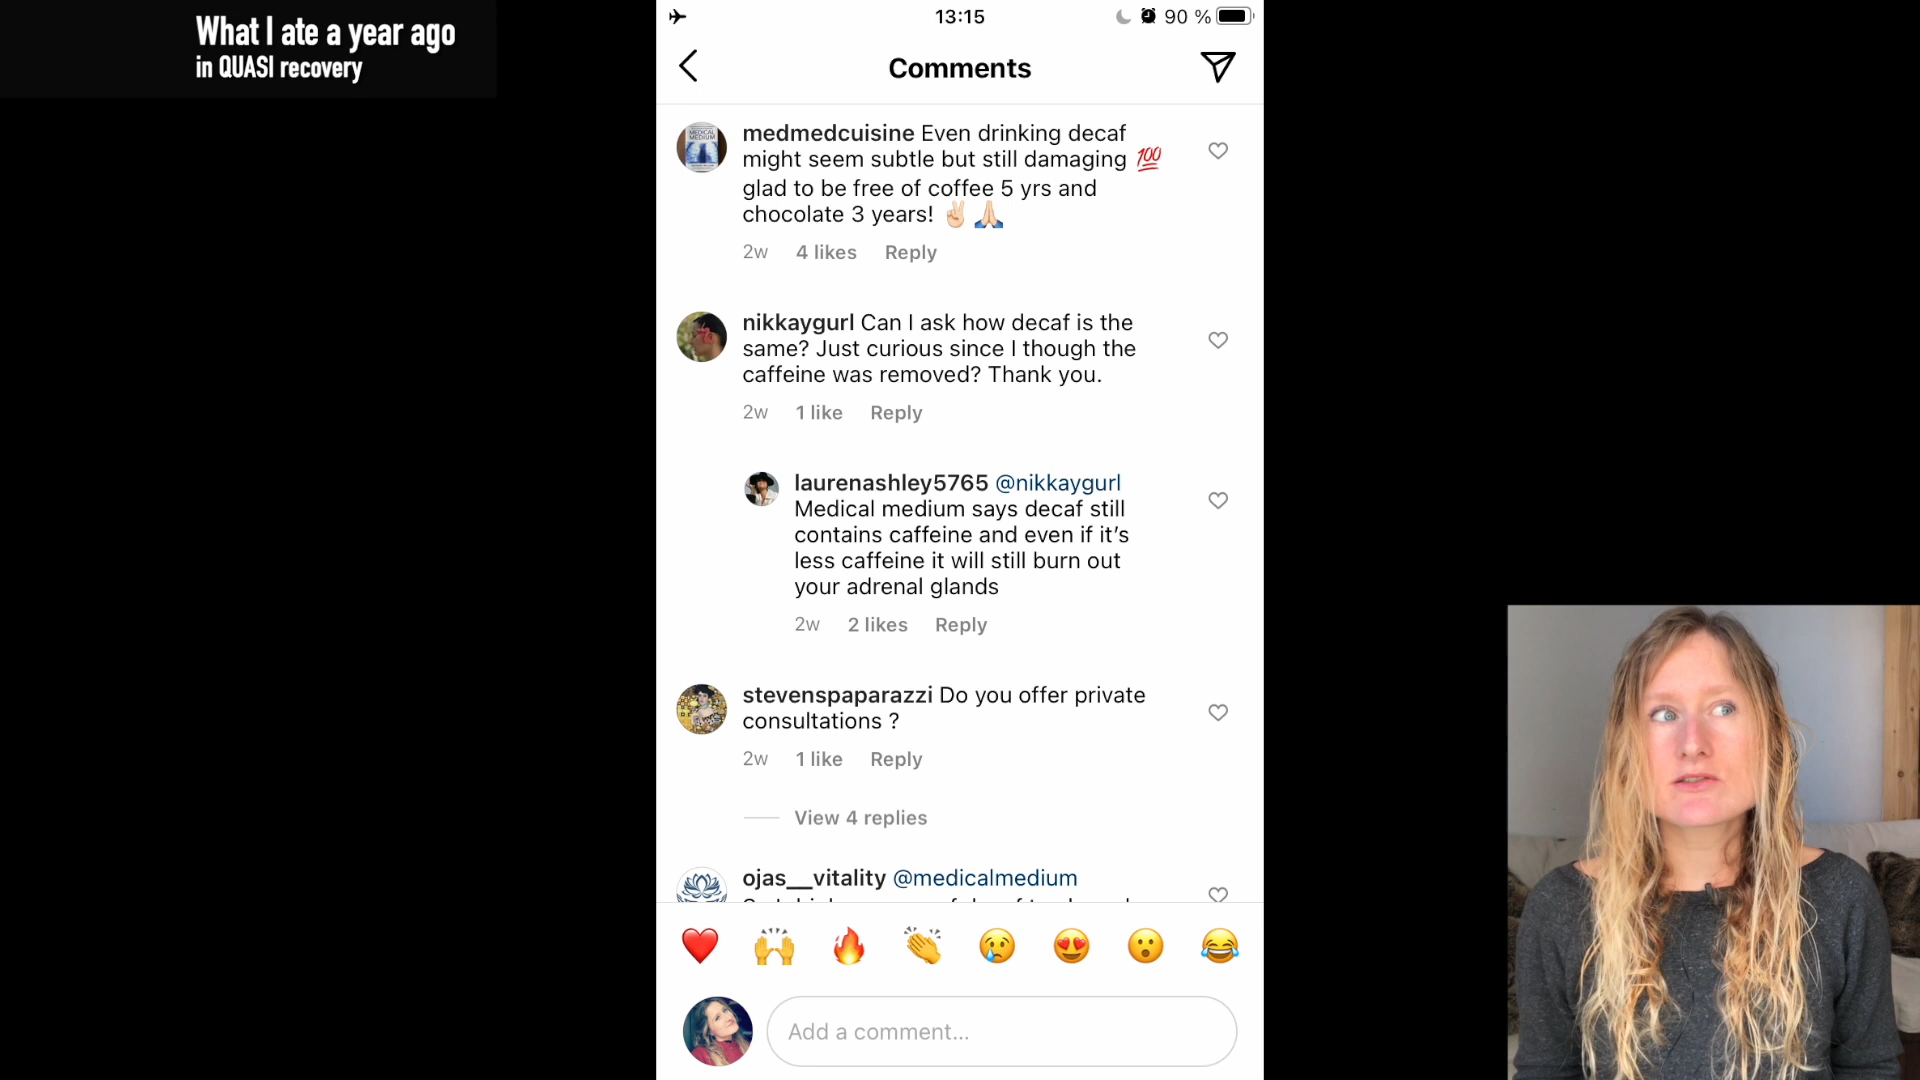 What I ate a year ago
in QUASI recovery
13:15
90 %
Comments
MEDICAL
MEDIUM
medmedcuisine Even drinking decaf
might seem subtle but still damaging 💯
glad to be free of coffee 5 yrs and
chocolate 3 years! ✌🏻🙏🏻
2w 4 likes Reply
nikkaygurl Can I ask how decaf is the
same? Just curious since I though the
caffeine was removed? Thank you.
2w 1 like Reply
laurenashley5765 @nikkaygurl
Medical medium says decaf still
contains caffeine and even if it’s
less caffeine it will still burn out
your adrenal glands
2w 2 likes Reply
stevenspaparazzi Do you offer private
consultations ?
2w 1 like Reply
View 4 replies
ojas__vitality @medicalmedium
Add a comment...